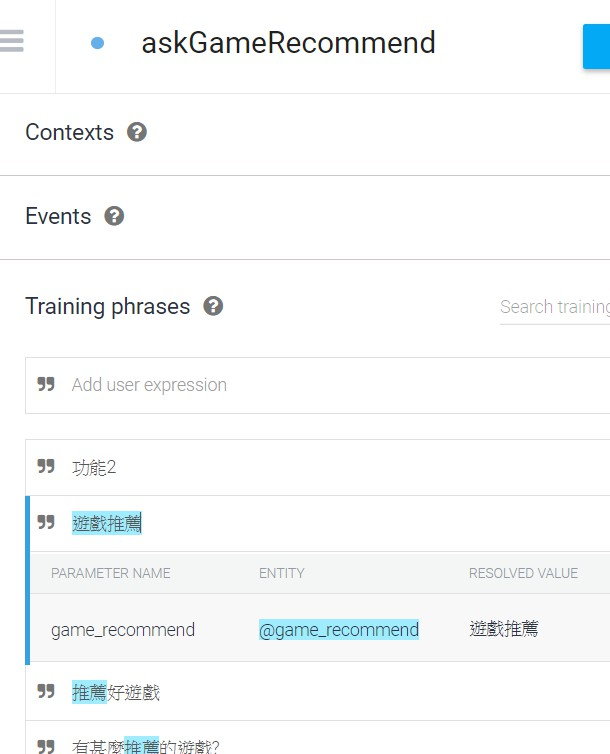 askGameRecommend
Contexts
Events
Training phrases
Search training
Add user expression
功能2
遊戲推薦
PARAMETER NAME ENTITY RESOLVED VALUE
game_recommend @game_recommend 遊戲推薦
推薦好遊戲
有甚麼推薦的遊戲?